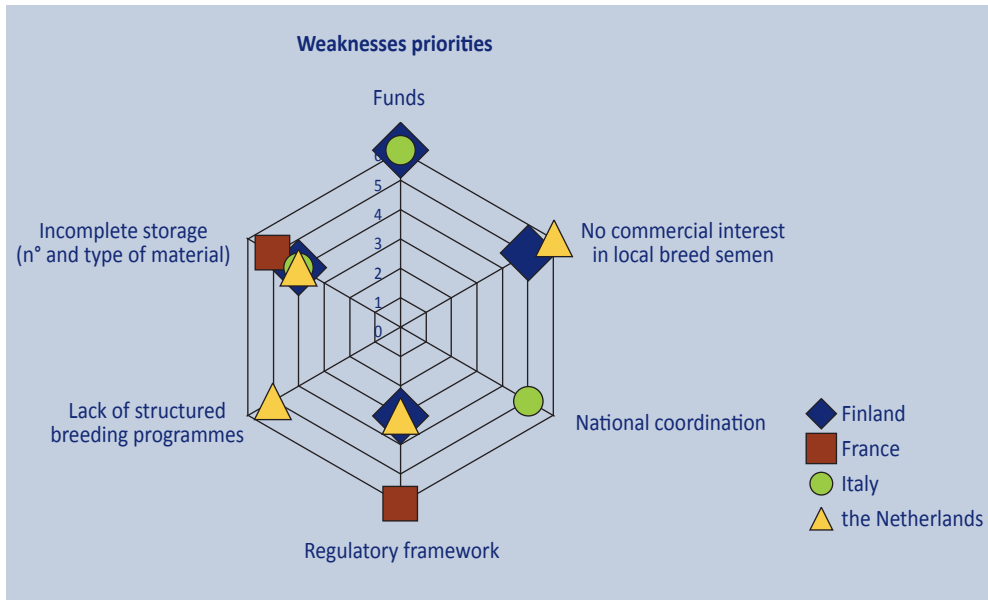 Weaknesses priorities
Funds
6
5
4
3
2
1
0
Incomplete storage
(n° and type of material)
No commercial interest
in local breed semen
Lack of structured
breeding programmes
National coordination
Regulatory framework
Finland
France
Italy
the Netherlands